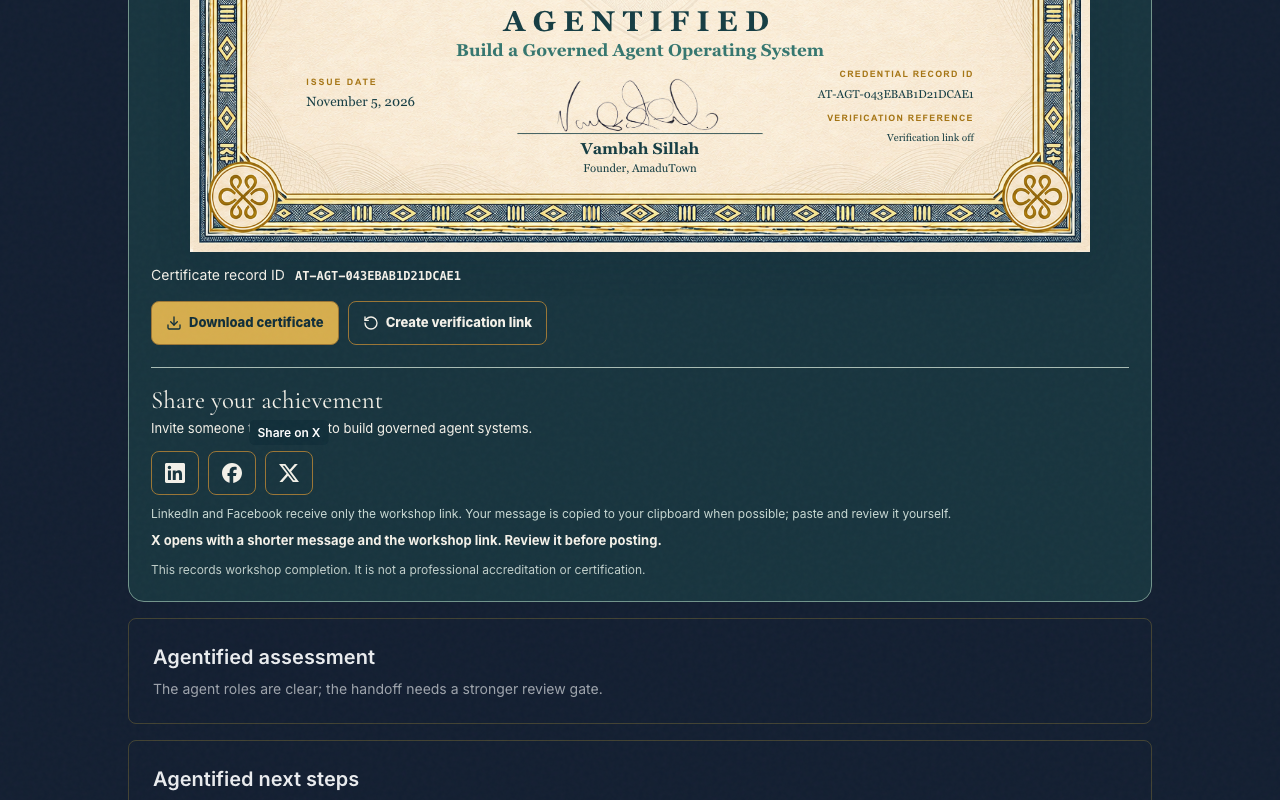 AGENTIFIED
Build a Governed Agent Operating System
ISSUE DATE
November 5, 2026
Vambah Sillah
Founder, AmaduTown
CREDENTIAL RECORD ID
AT-AGT-043EBAB1D21DCAE1
VERIFICATION REFERENCE
Verification link off
Certificate record ID AT-AGT-043EBAB1D21DCAE1
Download certificate
Create verification link
Share your achievement
Invite someone to build governed agent systems.
Share on X
LinkedIn and Facebook receive only the workshop link. Your message is copied to your clipboard when possible; paste and review it yourself.
X opens with a shorter message and the workshop link. Review it before posting.
This records workshop completion. It is not a professional accreditation or certification.
Agentified assessment
The agent roles are clear; the handoff needs a stronger review gate.
Agentified next steps